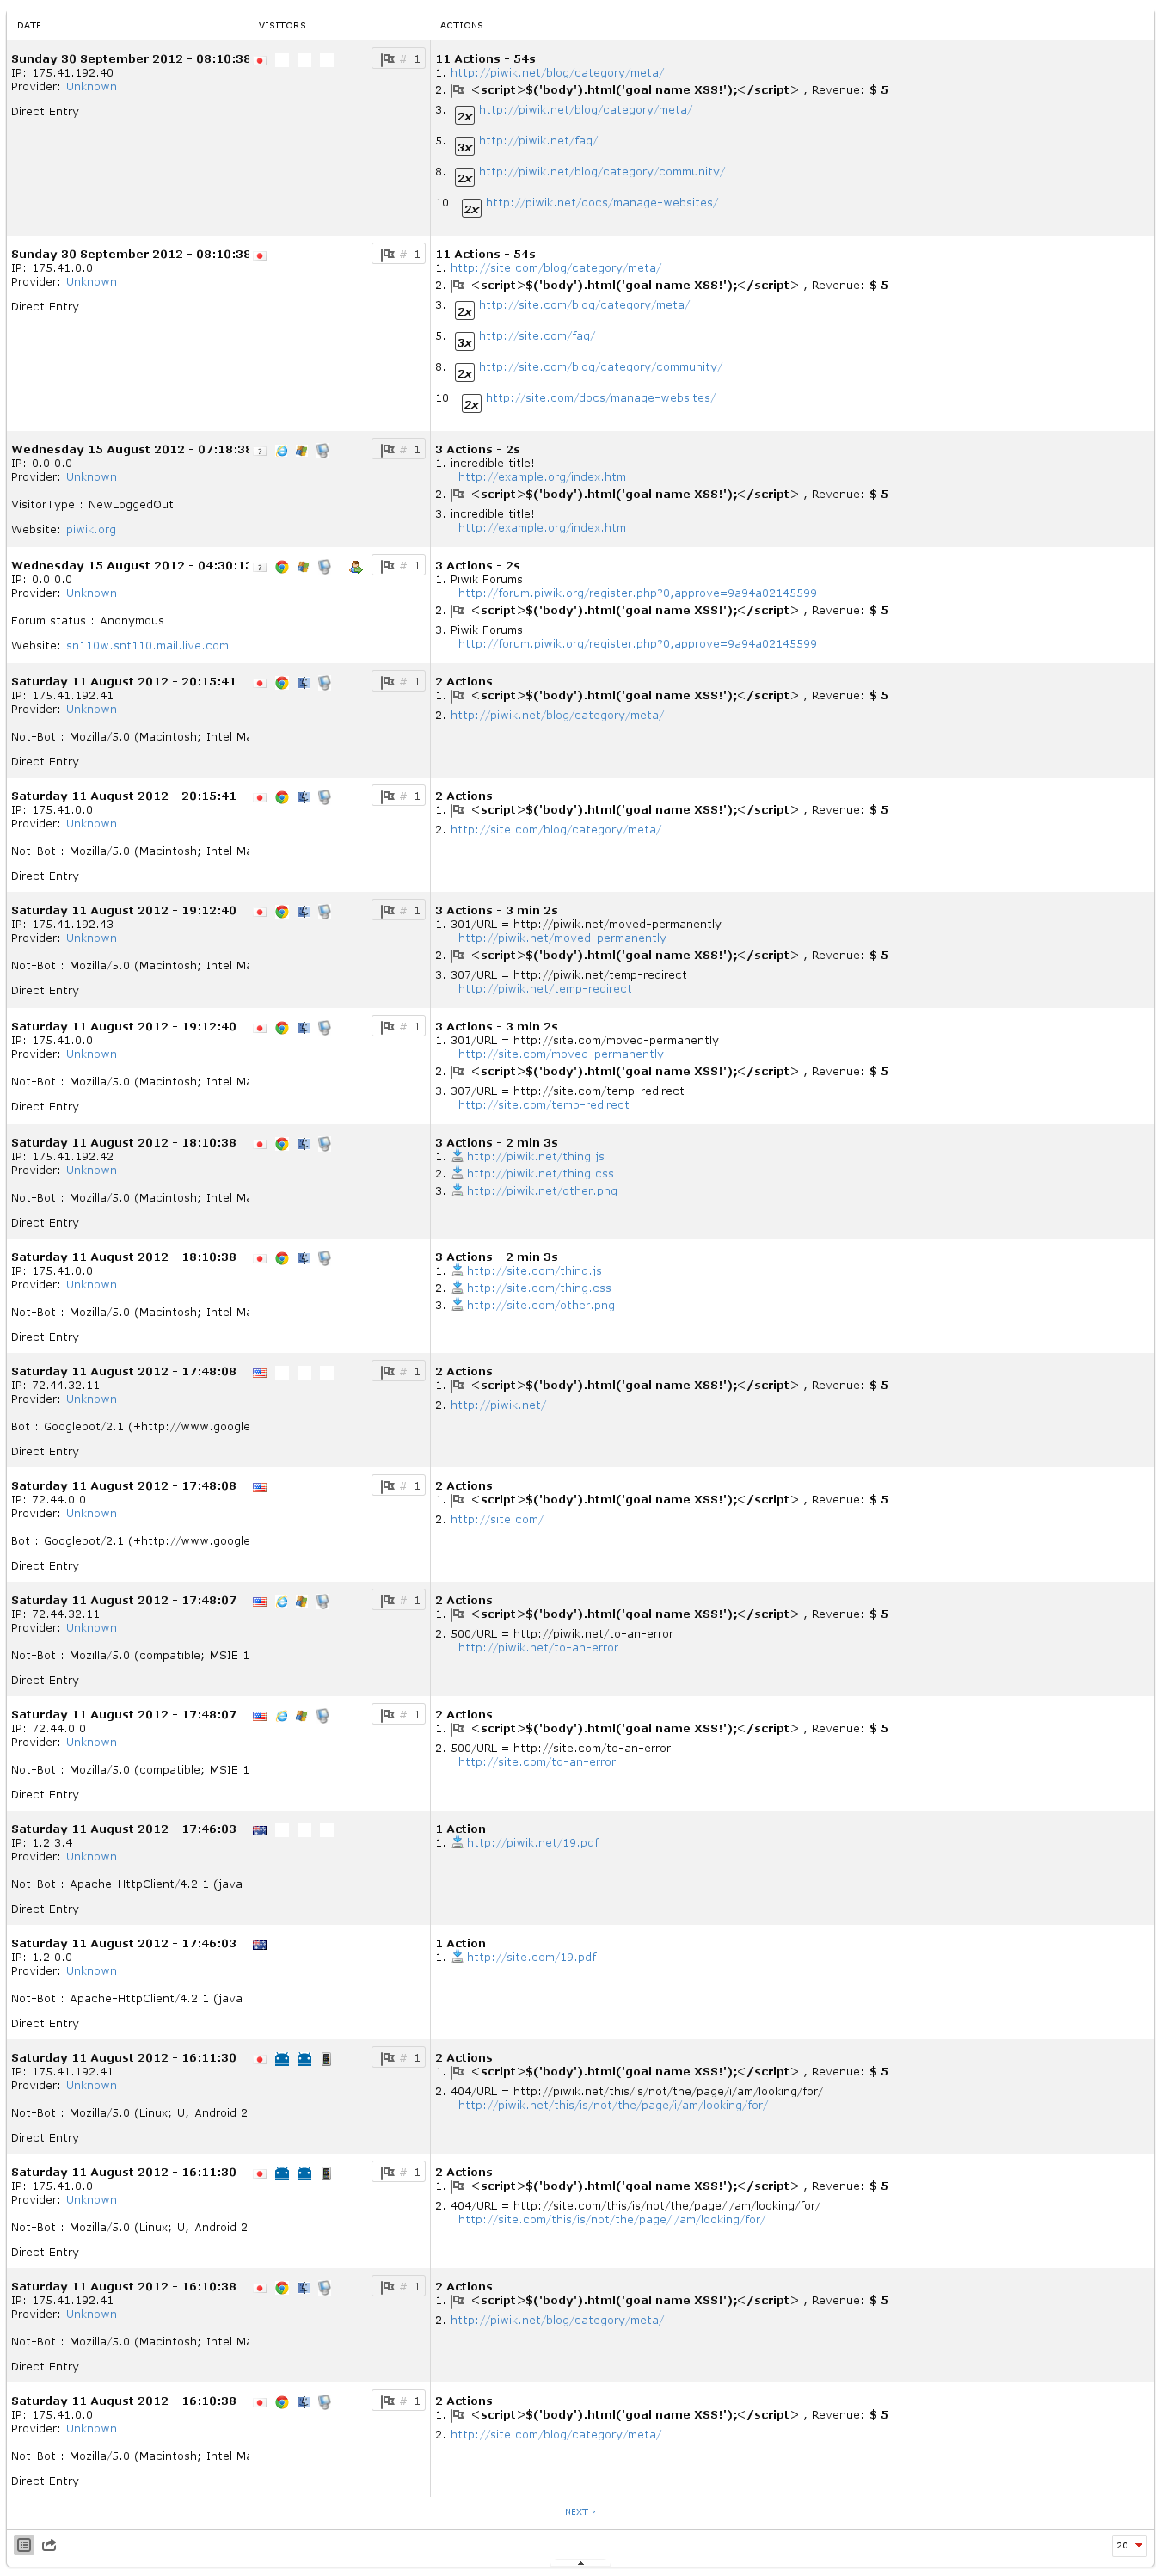 DATE VISITORS ACTIONS
Sunday 30 September 2012 - 08:10:38 # 1
IP: 175.41.192.40
Provider: Unknown
Direct Entry
11 Actions - 54s
1. http://piwik.net/blog/category/meta/
2. <script>$('body').html('goal name XSS!');</script> , Revenue: $ 5
3. 2x http://piwik.net/blog/category/meta/
5. 3x http://piwik.net/faq/
8. 2x http://piwik.net/blog/category/community/
10. 2x http://piwik.net/docs/manage-websites/
Sunday 30 September 2012 - 08:10:38 # 1
IP: 175.41.0.0
Provider: Unknown
Direct Entry
11 Actions - 54s
1. http://site.com/blog/category/meta/
2. <script>$('body').html('goal name XSS!');</script> , Revenue: $ 5
3. 2x http://site.com/blog/category/meta/
5. 3x http://site.com/faq/
8. 2x http://site.com/blog/category/community/
10. 2x http://site.com/docs/manage-websites/
Wednesday 15 August 2012 - 07:18:38 ? # 1
IP: 0.0.0.0
Provider: Unknown
VisitorType : NewLoggedOut
Website: piwik.org
3 Actions - 2s
1. incredible title!
http://example.org/index.htm
2. <script>$('body').html('goal name XSS!');</script> , Revenue: $ 5
3. incredible title!
http://example.org/index.htm
Wednesday 15 August 2012 - 04:30:13 ? # 1
IP: 0.0.0.0
Provider: Unknown
Forum status : Anonymous
Website: sn110w.snt110.mail.live.com
3 Actions - 2s
1. Piwik Forums
http://forum.piwik.org/register.php?0,approve=9a94a02145599
2. <script>$('body').html('goal name XSS!');</script> , Revenue: $ 5
3. Piwik Forums
http://forum.piwik.org/register.php?0,approve=9a94a02145599
Saturday 11 August 2012 - 20:15:41 # 1
IP: 175.41.192.41
Provider: Unknown
Not-Bot : Mozilla/5.0 (Macintosh; Intel Ma
Direct Entry
2 Actions
1. <script>$('body').html('goal name XSS!');</script> , Revenue: $ 5
2. http://piwik.net/blog/category/meta/
Saturday 11 August 2012 - 20:15:41 # 1
IP: 175.41.0.0
Provider: Unknown
Not-Bot : Mozilla/5.0 (Macintosh; Intel Ma
Direct Entry
2 Actions
1. <script>$('body').html('goal name XSS!');</script> , Revenue: $ 5
2. http://site.com/blog/category/meta/
Saturday 11 August 2012 - 19:12:40 # 1
IP: 175.41.192.43
Provider: Unknown
Not-Bot : Mozilla/5.0 (Macintosh; Intel Ma
Direct Entry
3 Actions - 3 min 2s
1. 301/URL = http://piwik.net/moved-permanently
http://piwik.net/moved-permanently
2. <script>$('body').html('goal name XSS!');</script> , Revenue: $ 5
3. 307/URL = http://piwik.net/temp-redirect
http://piwik.net/temp-redirect
Saturday 11 August 2012 - 19:12:40 # 1
IP: 175.41.0.0
Provider: Unknown
Not-Bot : Mozilla/5.0 (Macintosh; Intel Ma
Direct Entry
3 Actions - 3 min 2s
1. 301/URL = http://site.com/moved-permanently
http://site.com/moved-permanently
2. <script>$('body').html('goal name XSS!');</script> , Revenue: $ 5
3. 307/URL = http://site.com/temp-redirect
http://site.com/temp-redirect
Saturday 11 August 2012 - 18:10:38
IP: 175.41.192.42
Provider: Unknown
Not-Bot : Mozilla/5.0 (Macintosh; Intel Ma
Direct Entry
3 Actions - 2 min 3s
1. http://piwik.net/thing.js
2. http://piwik.net/thing.css
3. http://piwik.net/other.png
Saturday 11 August 2012 - 18:10:38
IP: 175.41.0.0
Provider: Unknown
Not-Bot : Mozilla/5.0 (Macintosh; Intel Ma
Direct Entry
3 Actions - 2 min 3s
1. http://site.com/thing.js
2. http://site.com/thing.css
3. http://site.com/other.png
Saturday 11 August 2012 - 17:48:08 # 1
IP: 72.44.32.11
Provider: Unknown
Bot : Googlebot/2.1 (+http://www.google
Direct Entry
2 Actions
1. <script>$('body').html('goal name XSS!');</script> , Revenue: $ 5
2. http://piwik.net/
Saturday 11 August 2012 - 17:48:08 # 1
IP: 72.44.0.0
Provider: Unknown
Bot : Googlebot/2.1 (+http://www.google
Direct Entry
2 Actions
1. <script>$('body').html('goal name XSS!');</script> , Revenue: $ 5
2. http://site.com/
Saturday 11 August 2012 - 17:48:07 # 1
IP: 72.44.32.11
Provider: Unknown
Not-Bot : Mozilla/5.0 (compatible; MSIE 1
Direct Entry
2 Actions
1. <script>$('body').html('goal name XSS!');</script> , Revenue: $ 5
2. 500/URL = http://piwik.net/to-an-error
http://piwik.net/to-an-error
Saturday 11 August 2012 - 17:48:07 # 1
IP: 72.44.0.0
Provider: Unknown
Not-Bot : Mozilla/5.0 (compatible; MSIE 1
Direct Entry
2 Actions
1. <script>$('body').html('goal name XSS!');</script> , Revenue: $ 5
2. 500/URL = http://site.com/to-an-error
http://site.com/to-an-error
Saturday 11 August 2012 - 17:46:03
IP: 1.2.3.4
Provider: Unknown
Not-Bot : Apache-HttpClient/4.2.1 (java
Direct Entry
1 Action
1. http://piwik.net/19.pdf
Saturday 11 August 2012 - 17:46:03
IP: 1.2.0.0
Provider: Unknown
Not-Bot : Apache-HttpClient/4.2.1 (java
Direct Entry
1 Action
1. http://site.com/19.pdf
Saturday 11 August 2012 - 16:11:30 # 1
IP: 175.41.192.41
Provider: Unknown
Not-Bot : Mozilla/5.0 (Linux; U; Android 2
Direct Entry
2 Actions
1. <script>$('body').html('goal name XSS!');</script> , Revenue: $ 5
2. 404/URL = http://piwik.net/this/is/not/the/page/i/am/looking/for/
http://piwik.net/this/is/not/the/page/i/am/looking/for/
Saturday 11 August 2012 - 16:11:30 # 1
IP: 175.41.0.0
Provider: Unknown
Not-Bot : Mozilla/5.0 (Linux; U; Android 2
Direct Entry
2 Actions
1. <script>$('body').html('goal name XSS!');</script> , Revenue: $ 5
2. 404/URL = http://site.com/this/is/not/the/page/i/am/looking/for/
http://site.com/this/is/not/the/page/i/am/looking/for/
Saturday 11 August 2012 - 16:10:38 # 1
IP: 175.41.192.41
Provider: Unknown
Not-Bot : Mozilla/5.0 (Macintosh; Intel Ma
Direct Entry
2 Actions
1. <script>$('body').html('goal name XSS!');</script> , Revenue: $ 5
2. http://piwik.net/blog/category/meta/
Saturday 11 August 2012 - 16:10:38 # 1
IP: 175.41.0.0
Provider: Unknown
Not-Bot : Mozilla/5.0 (Macintosh; Intel Ma
Direct Entry
2 Actions
1. <script>$('body').html('goal name XSS!');</script> , Revenue: $ 5
2. http://site.com/blog/category/meta/
NEXT ›
20